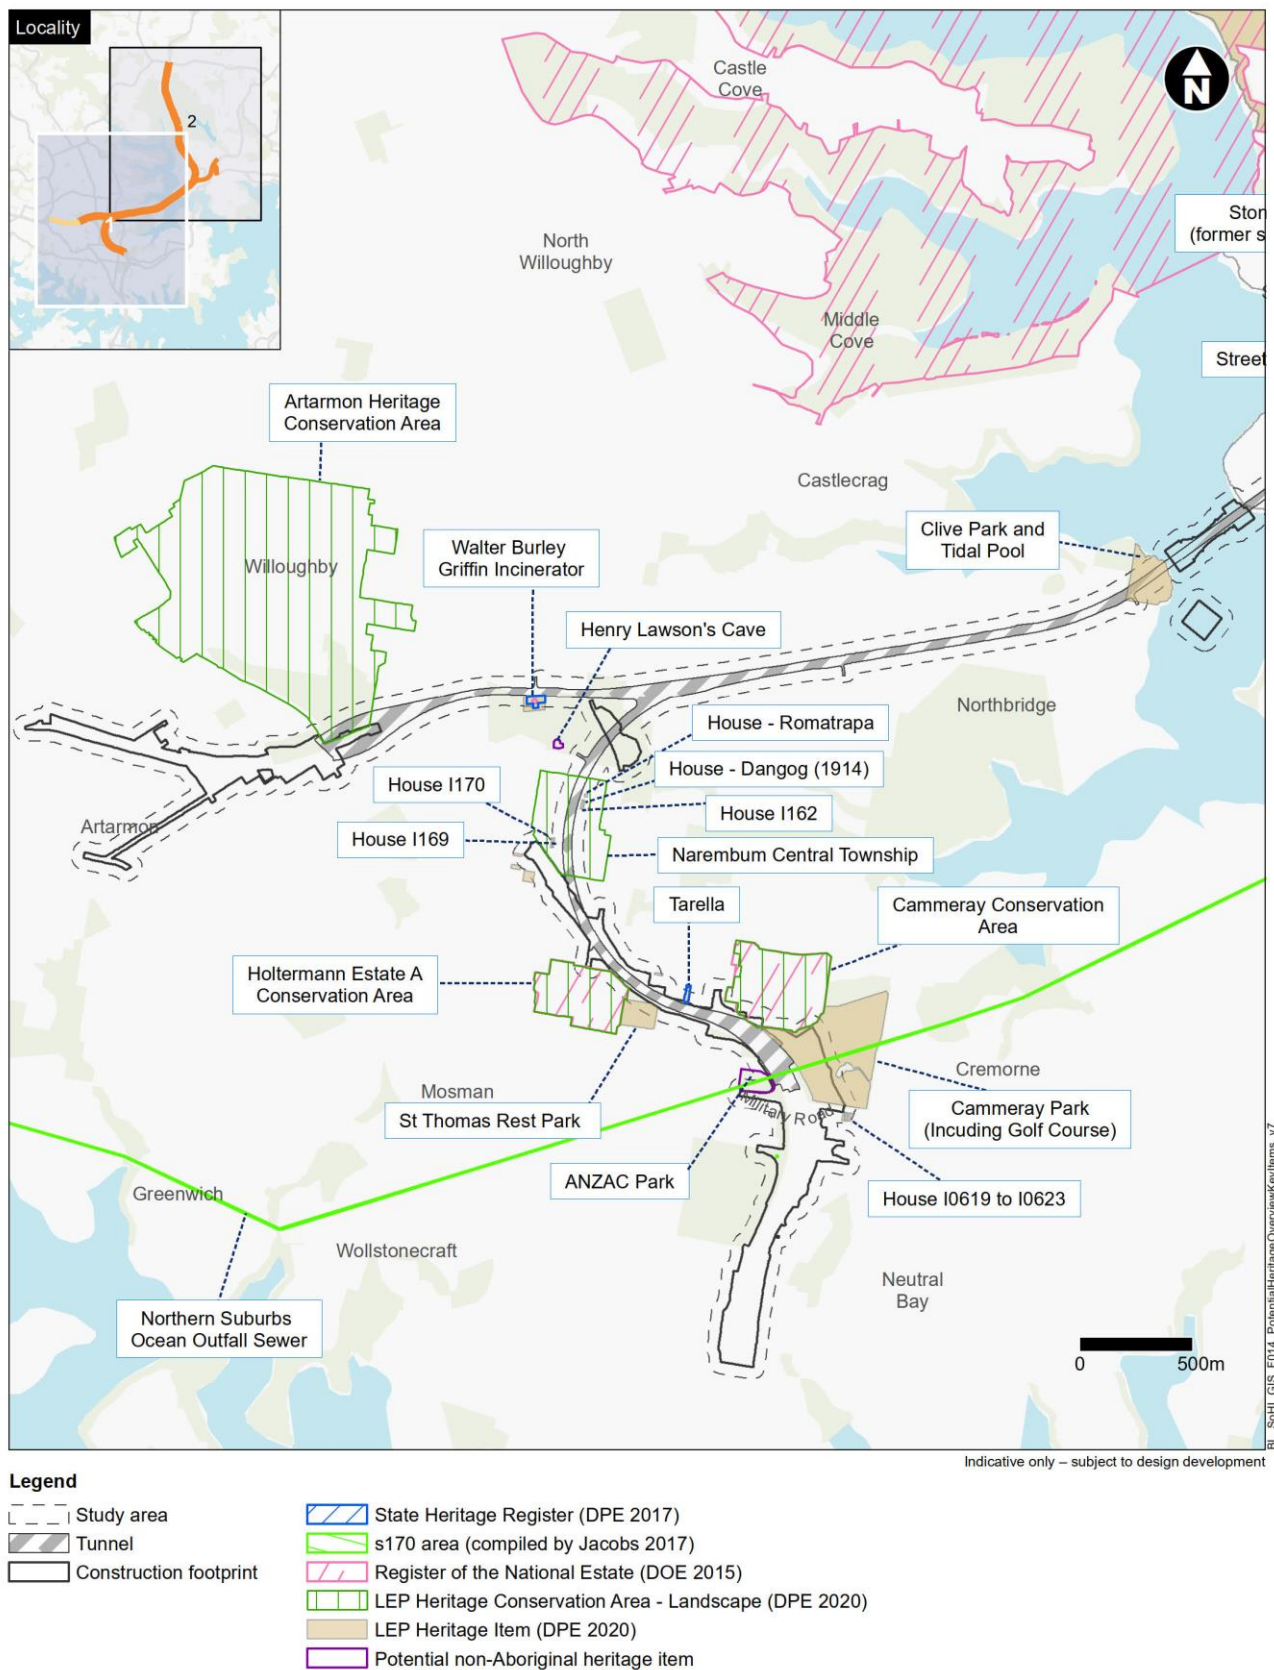 Locality
2
1
N
Castle
Cove
Ston
(former s
North
Willoughby
Middle
Cove
Street
Artarmon Heritage
Conservation Area
Castlecrag
Clive Park and
Tidal Pool
Walter Burley
Griffin Incinerator
Willoughby
Henry Lawson's Cave
Northbridge
House - Romatrapa
House - Dangog (1914)
House I170
House I162
Artarmon
House I169
Narembum Central Township
Tarella
Cammeray Conservation
Area
Holtermann Estate A
Conservation Area
Cremorne
Mosman
Military Road
St Thomas Rest Park
Cammeray Park
(Incuding Golf Course)
ANZAC Park
House I0619 to I0623
Greenwich
Wollstonecraft
Neutral
Bay
Northern Suburbs
Ocean Outfall Sewer
0 500m
BL_SoHI_GIS_F014_PotentialHeritageOverviewKeyItems_v7
Indicative only – subject to design development
Legend
Study area
Tunnel
Construction footprint
State Heritage Register (DPE 2017)
s170 area (compiled by Jacobs 2017)
Register of the National Estate (DOE 2015)
LEP Heritage Conservation Area - Landscape (DPE 2020)
LEP Heritage Item (DPE 2020)
Potential non-Aboriginal heritage item